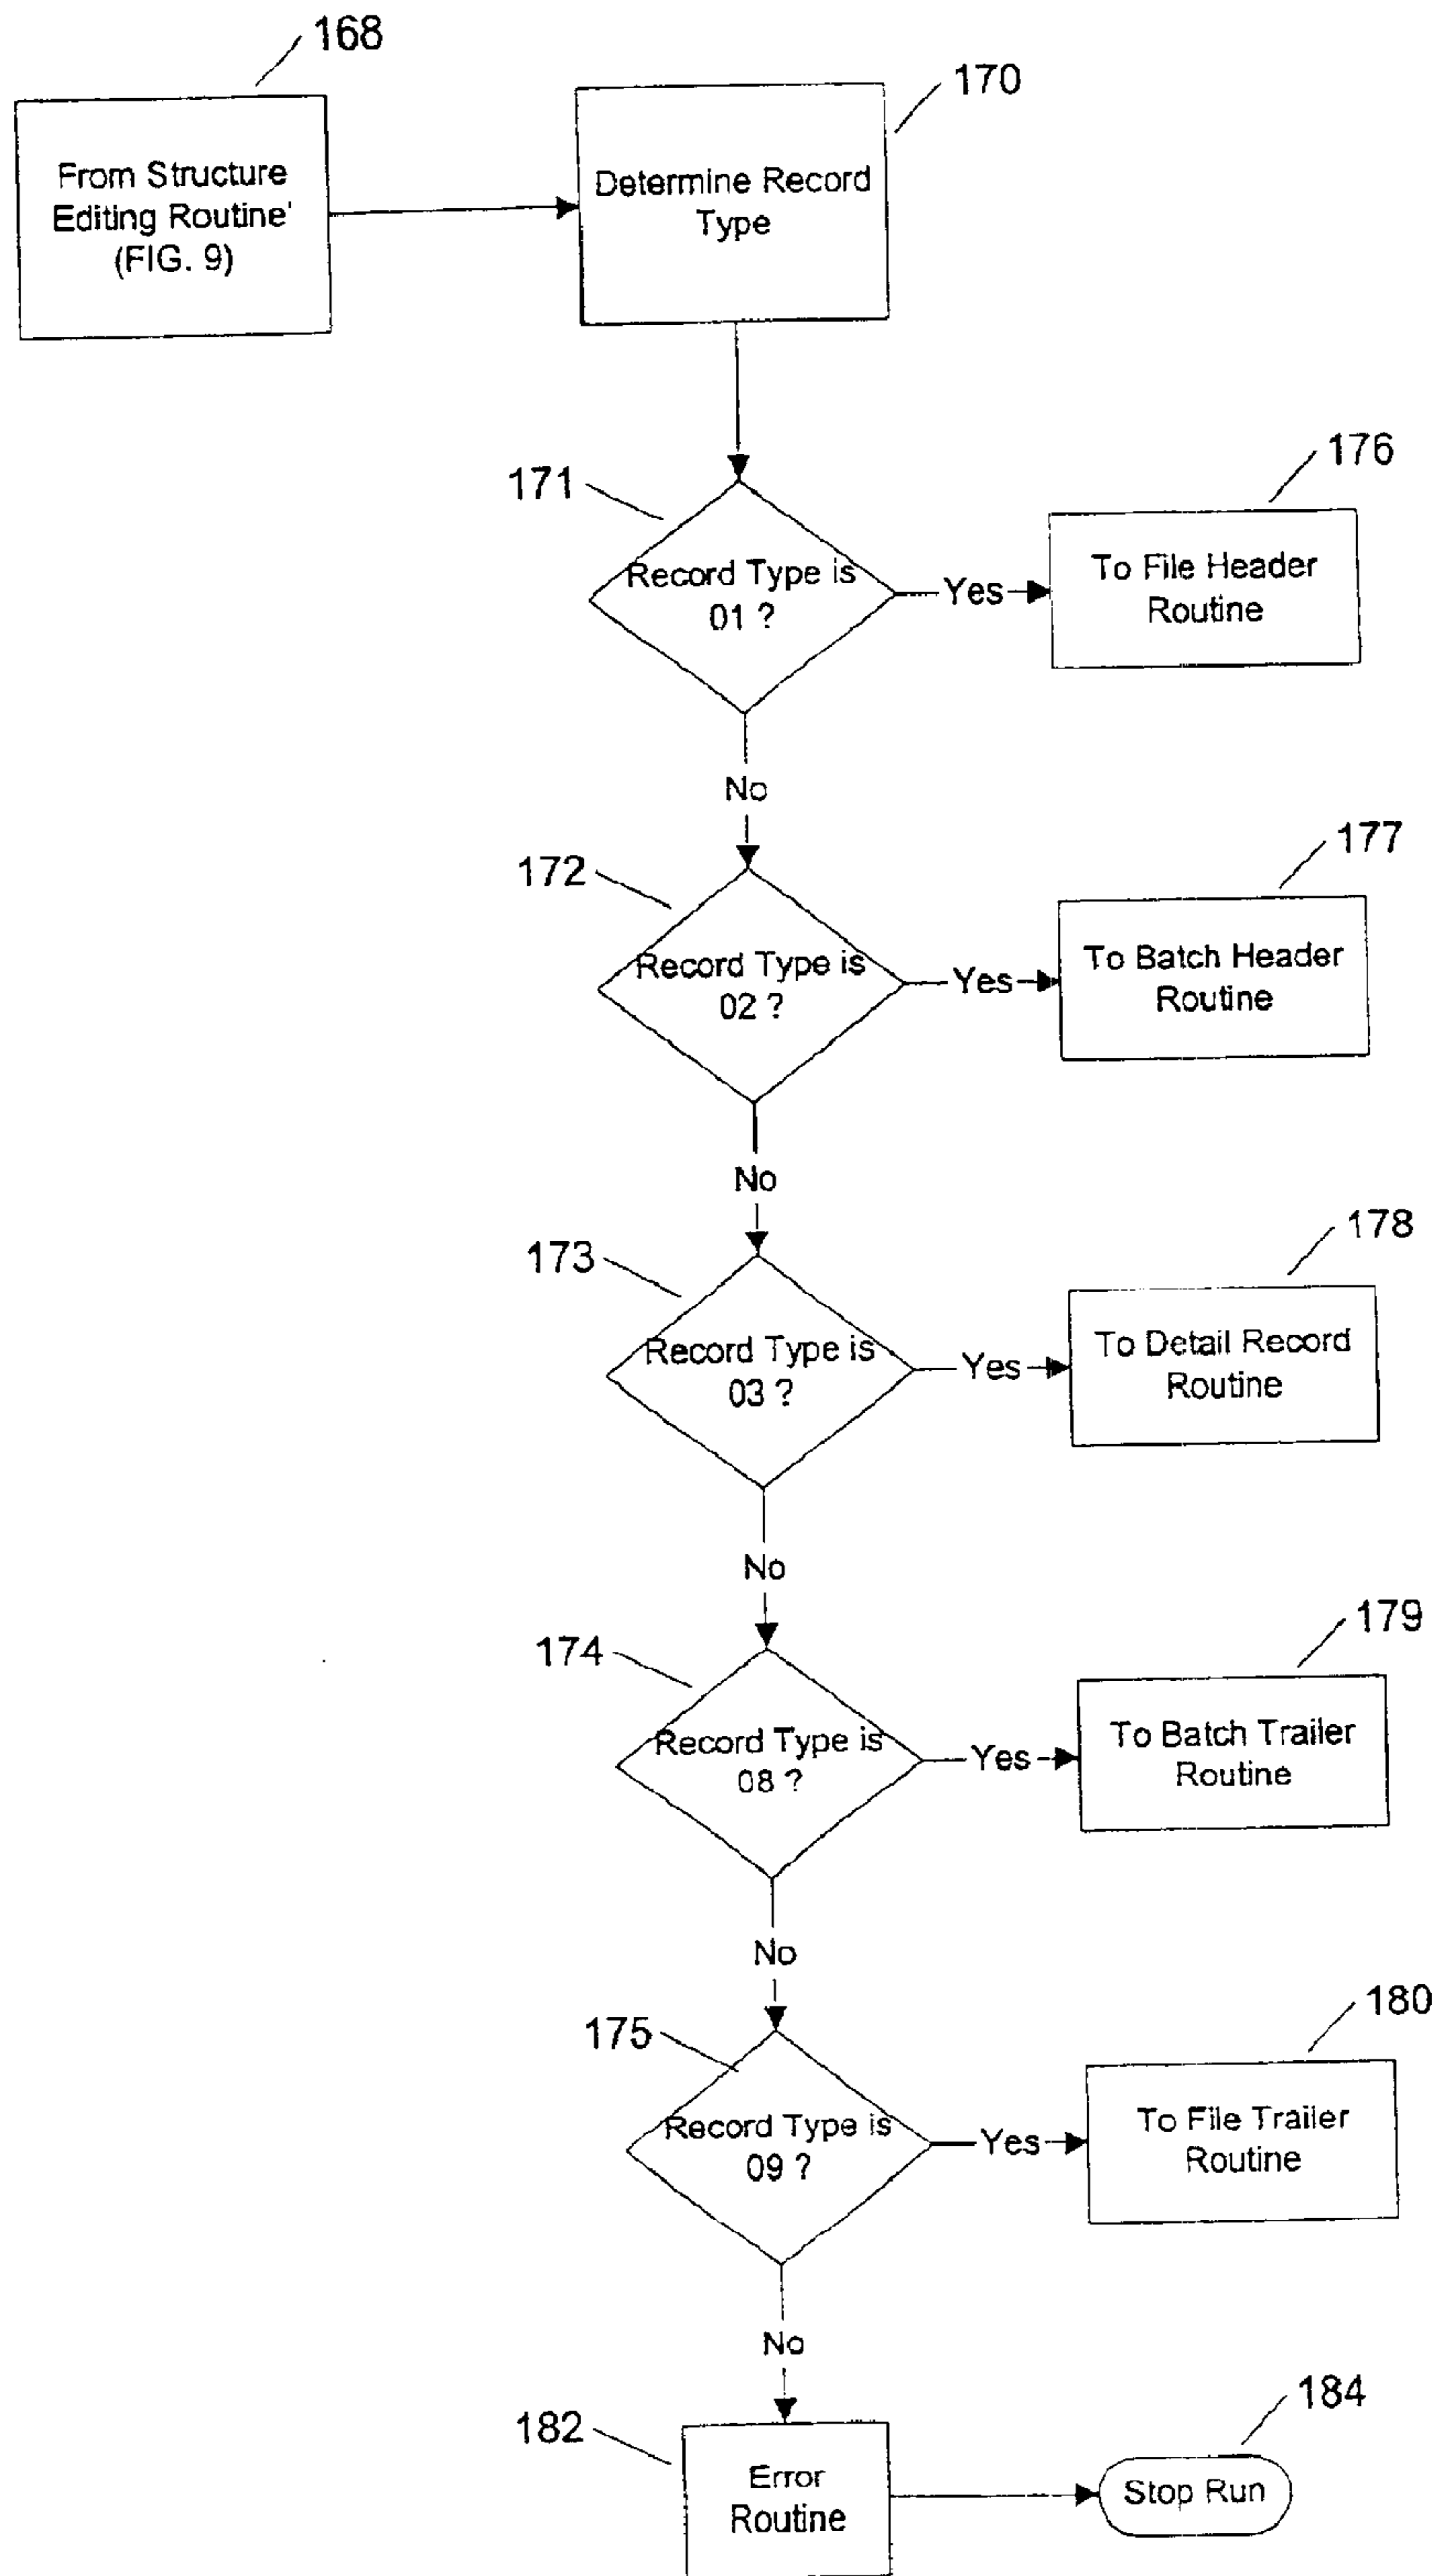 168
From Structure
Editing Routine'
(FIG. 9)
170
Determine Record
Type
171
Record Type is
01 ?
Yes
176
To File Header
Routine
No
172
Record Type is
02 ?
Yes
177
To Batch Header
Routine
No
173
Record Type is
03 ?
Yes
178
To Detail Record
Routine
No
174
Record Type is
08 ?
Yes
179
To Batch Trailer
Routine
No
175
Record Type is
09 ?
Yes
180
To File Trailer
Routine
No
182
Error
Routine
184
Stop Run